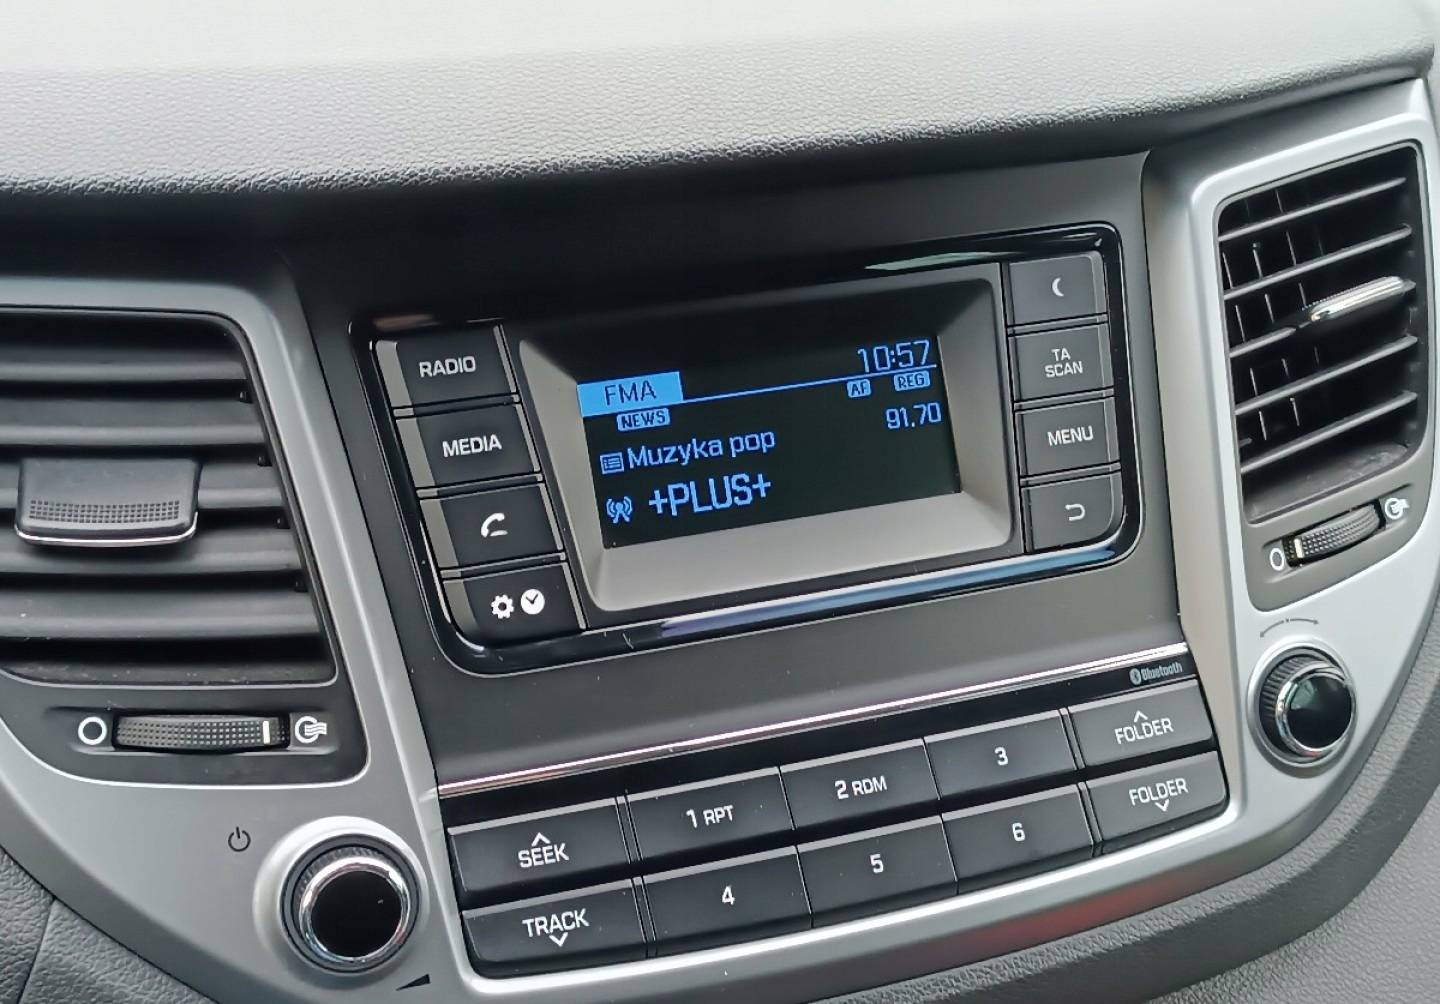 RADIO
MEDIA
10:57
FMA
AF REG
NEWS
91.70
Muzyka pop
+PLUS+
TA
SCAN
MENU
Bluetooth
SEEK
TRACK
1 RPT
2 RDM
3
FOLDER
4
5
6
FOLDER